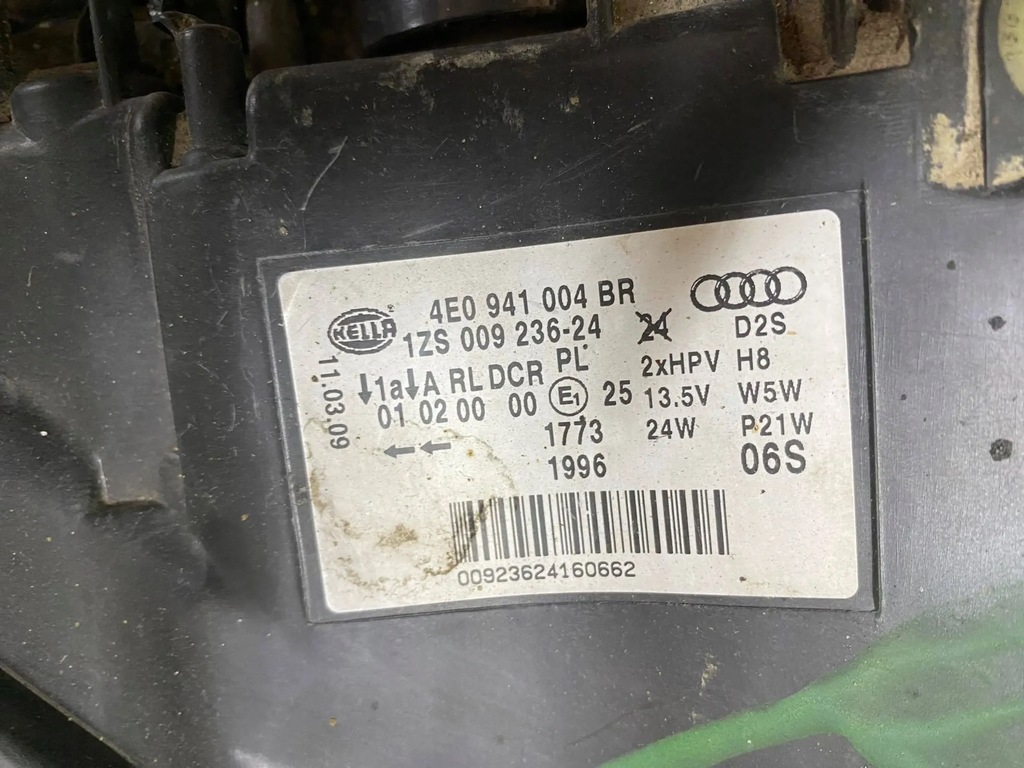 HELLA
4E0 941 004 BR
1ZS 009 236-24
24
D2S
11.03.09
↓1a↓A RL DCR PL
2xHPV H8
01 02 00 00 E1 25
13.5V W5W
1773
24W P21W
1996
06S
00923624160662